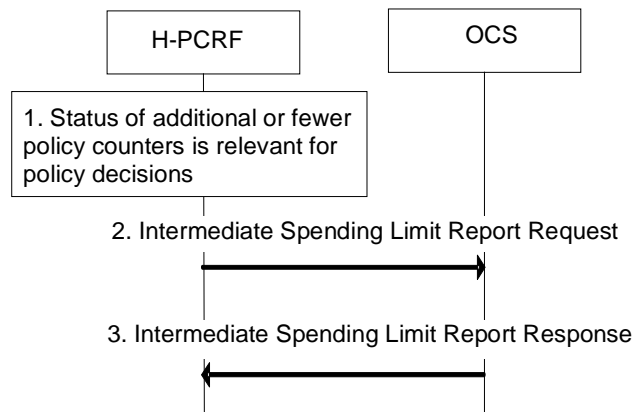 H-PCRF
OCS
1. Status of additional or fewer
policy counters is relevant for
policy decisions
2. Intermediate Spending Limit Report Request
3. Intermediate Spending Limit Report Response